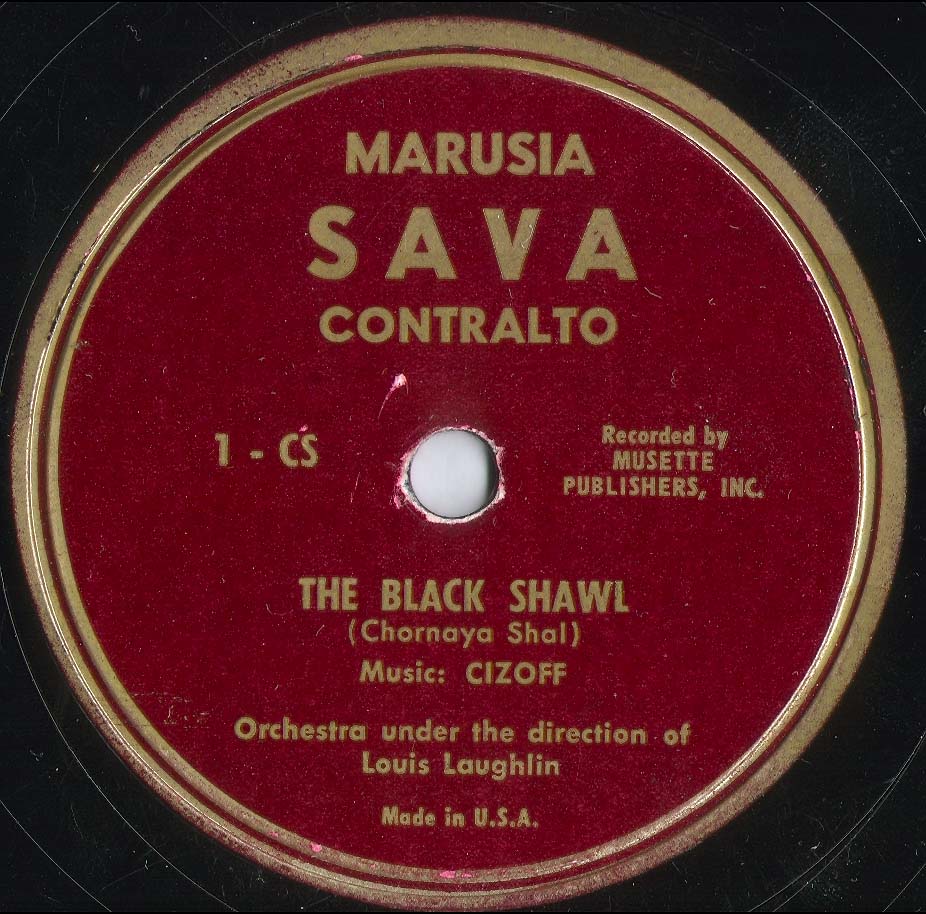 MARUSIA
SAVA
CONTRALTO
1 - CS
Recorded by
MUSETTE
PUBLISHERS, INC.
THE BLACK SHAWL
(Chornaya Shal)
Music: CIZOFF
Orchestra under the direction of
Louis Laughlin
Made in U.S.A.